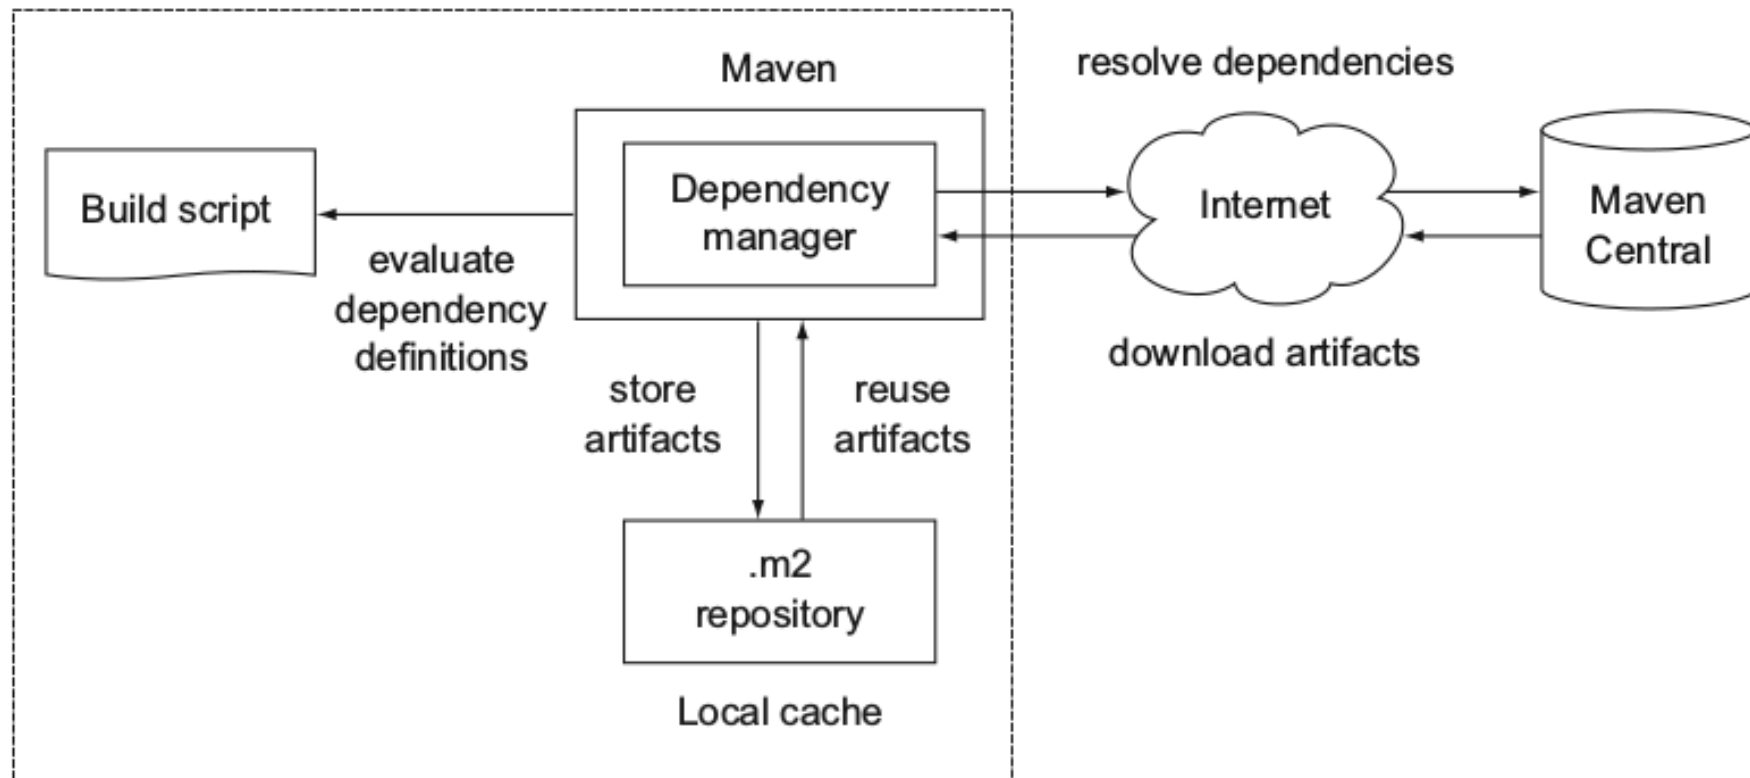 Maven
resolve dependencies
Build script
Dependency
manager
Internet
Maven
Central
evaluate
dependency
definitions
download artifacts
store
artifacts
reuse
artifacts
.m2
repository
Local cache